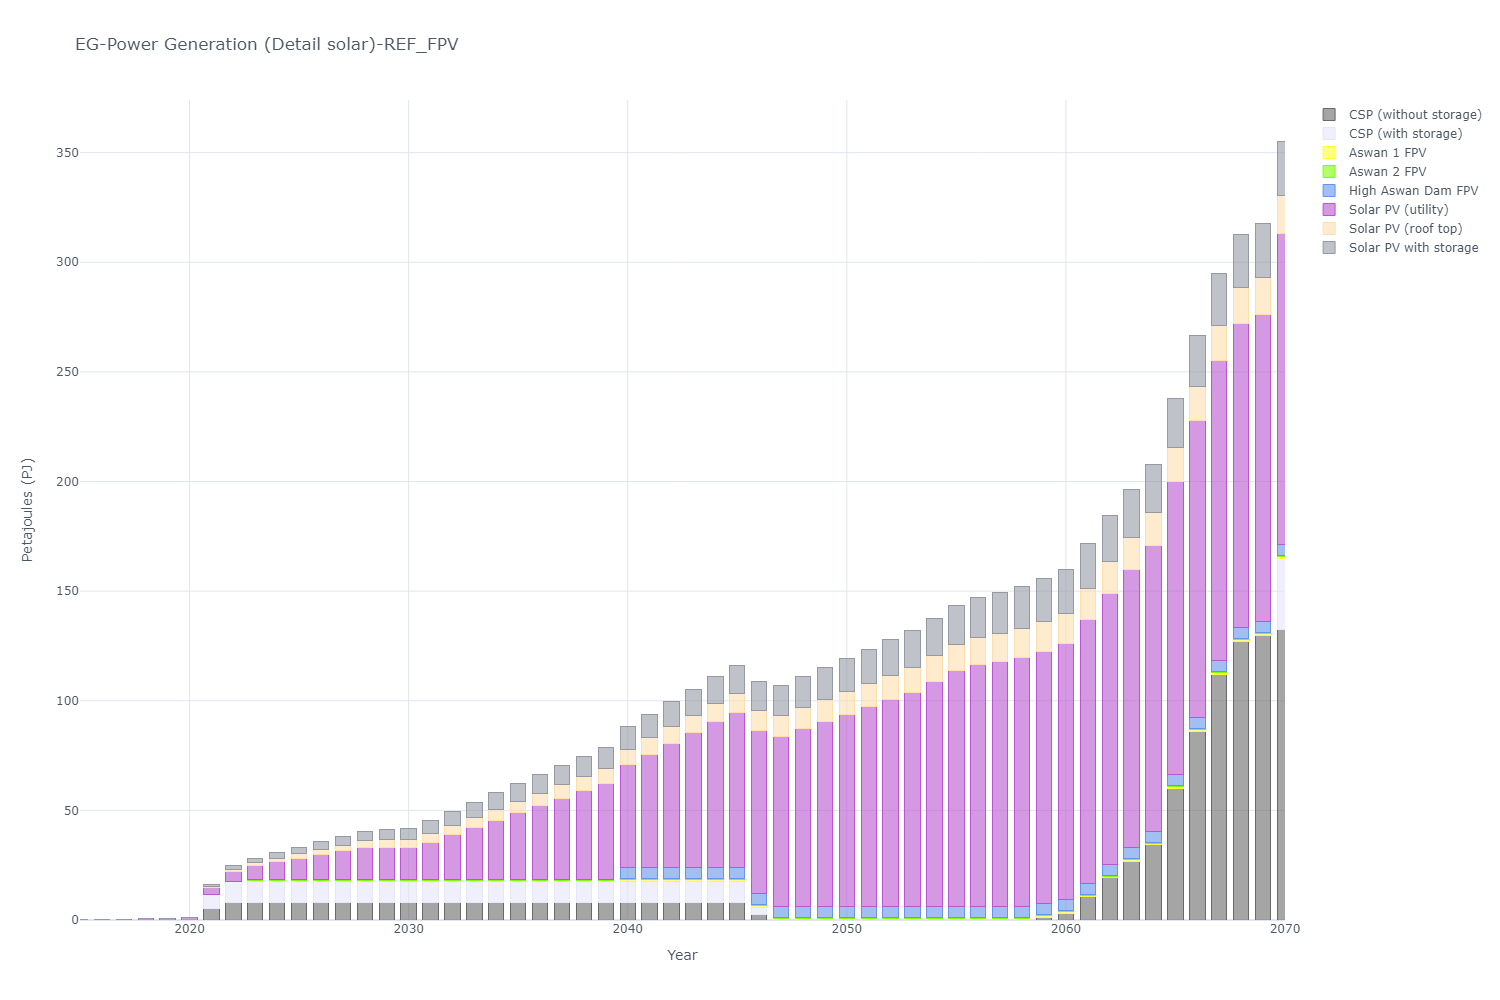 EG-Power Generation (Detail solar)-REF_FPV
CSP (without storage)
CSP (with storage)
Aswan 1 FPV
Aswan 2 FPV
High Aswan Dam FPV
Solar PV (utility)
Solar PV (roof top)
Solar PV with storage
350
300
250
200
150
100
50
0
Petajoules (PJ)
2020 2030 2040 2050 2060 2070
Year